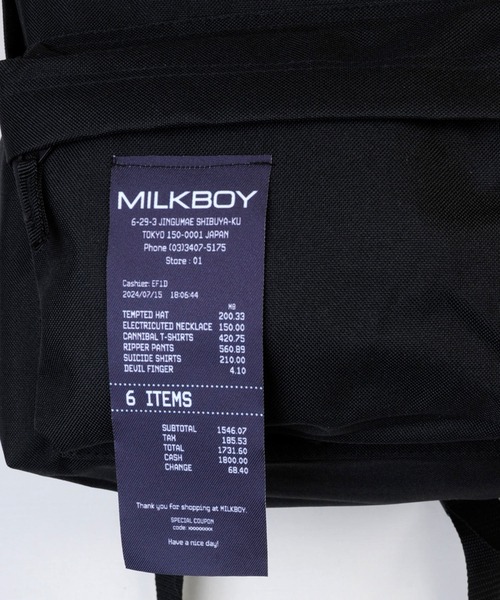 MILKBOY
6-29-3 JINGUMAE SHIBUYA-KU
TOKYO 150-0001 JAPAN
Phone (03)3407-5175
Store : 01
Cashier: EF1D
2024/07/15 18:06:44
MB
TEMPTED HAT 200.33
ELECTRICUTED NECKLACE 150.00
CANNIBAL T-SHIRTS 420.75
RIPPER PANTS 560.89
SUICIDE SHIRTS 210.00
DEVIL FINGER 4.10
6 ITEMS
SUBTOTAL 1546.07
TAX 185.53
TOTAL 1731.60
CASH 1800.00
CHANGE 68.40
Thank you for shopping at MILKBOY.
SPECIAL COUPON
code: xxxxxxxxx
Have a nice day!